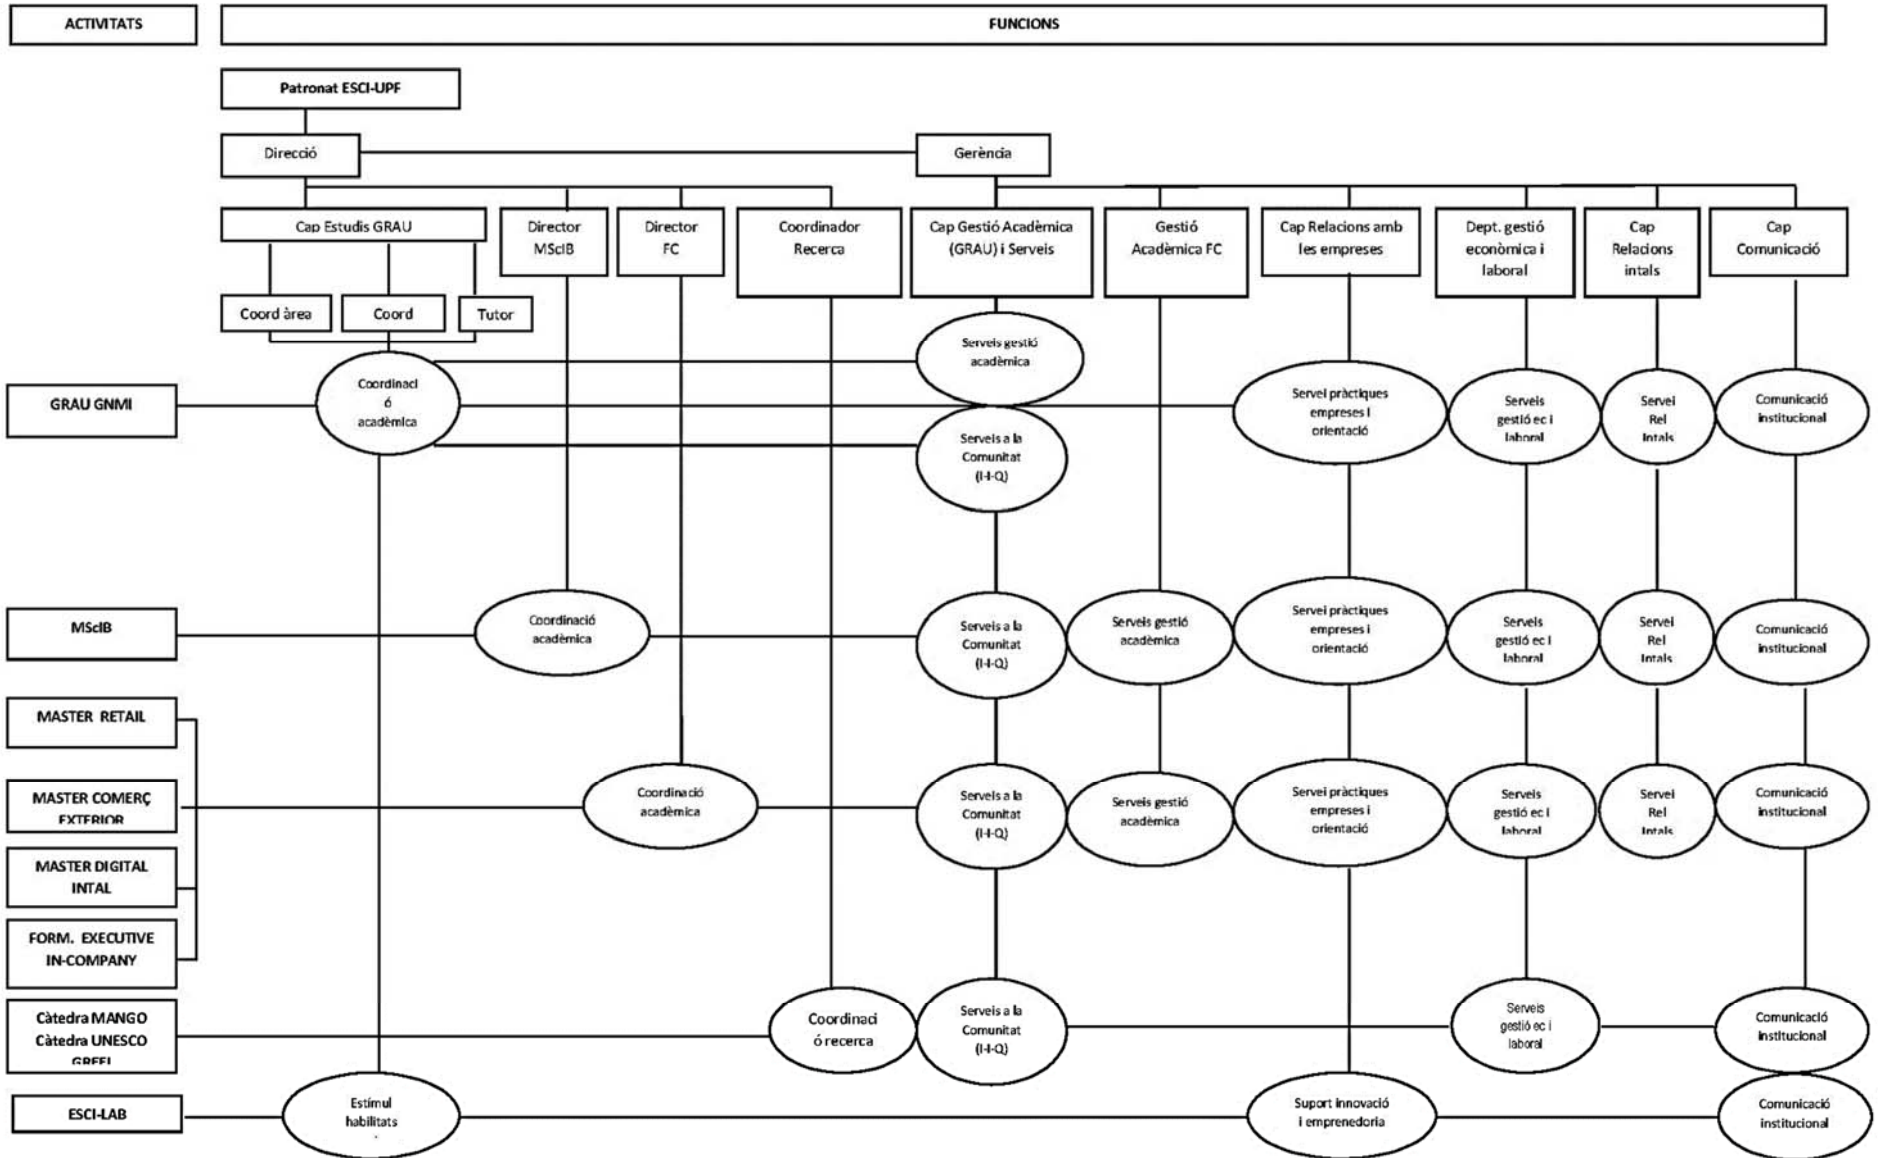 ACTIVITATS
FUNCIONS
Patronat ESCI-UPF
Direcció
Gerència
Cap Estudis GRAU
Director
MScIB
Director
FC
Coordinador
Recerca
Cap Gestió Acadèmica
(GRAU) i Serveis
Gestió
Acadèmica FC
Cap Relacions amb
les empreses
Dept. gestió
econòmica i
laboral
Cap
Relacions
intals
Cap
Comunicació
Coord àrea
Coord
Tutor
Serveis gestió
acadèmica
GRAU GNMI
Coordinaci
ó
acadèmica
Serveis a la
Comunitat
(I-I-Q)
Servei pràctiques
empreses i
orientació
Serveis
gestió ec i
laboral
Servei
Rel
Intals
Comunicació
institucional
MScIB
Coordinació
acadèmica
Serveis a la
Comunitat
(I-I-Q)
Serveis gestió
acadèmica
Servei pràctiques
empreses i
orientació
Serveis
gestió ec i
laboral
Servei
Rel
Intals
Comunicació
institucional
MASTER RETAIL
MASTER COMERÇ
EXTERIOR
Coordinació
acadèmica
Serveis a la
Comunitat
(I-I-Q)
Serveis gestió
acadèmica
Servei pràctiques
empreses i
orientació
Serveis
gestió ec i
laboral
Servei
Rel
Intals
Comunicació
institucional
MASTER DIGITAL
INTAL
FORM. EXECUTIVE
IN-COMPANY
Càtedra MANGO
Càtedra UNESCO
Coordinaci
ó recerca
Serveis a la
Comunitat
(I-I-Q)
Serveis
gestió ec i
laboral
Comunicació
institucional
ESCI-LAB
Estímul
habilitats
Suport innovació
i emprenedoria
Comunicació
institucional